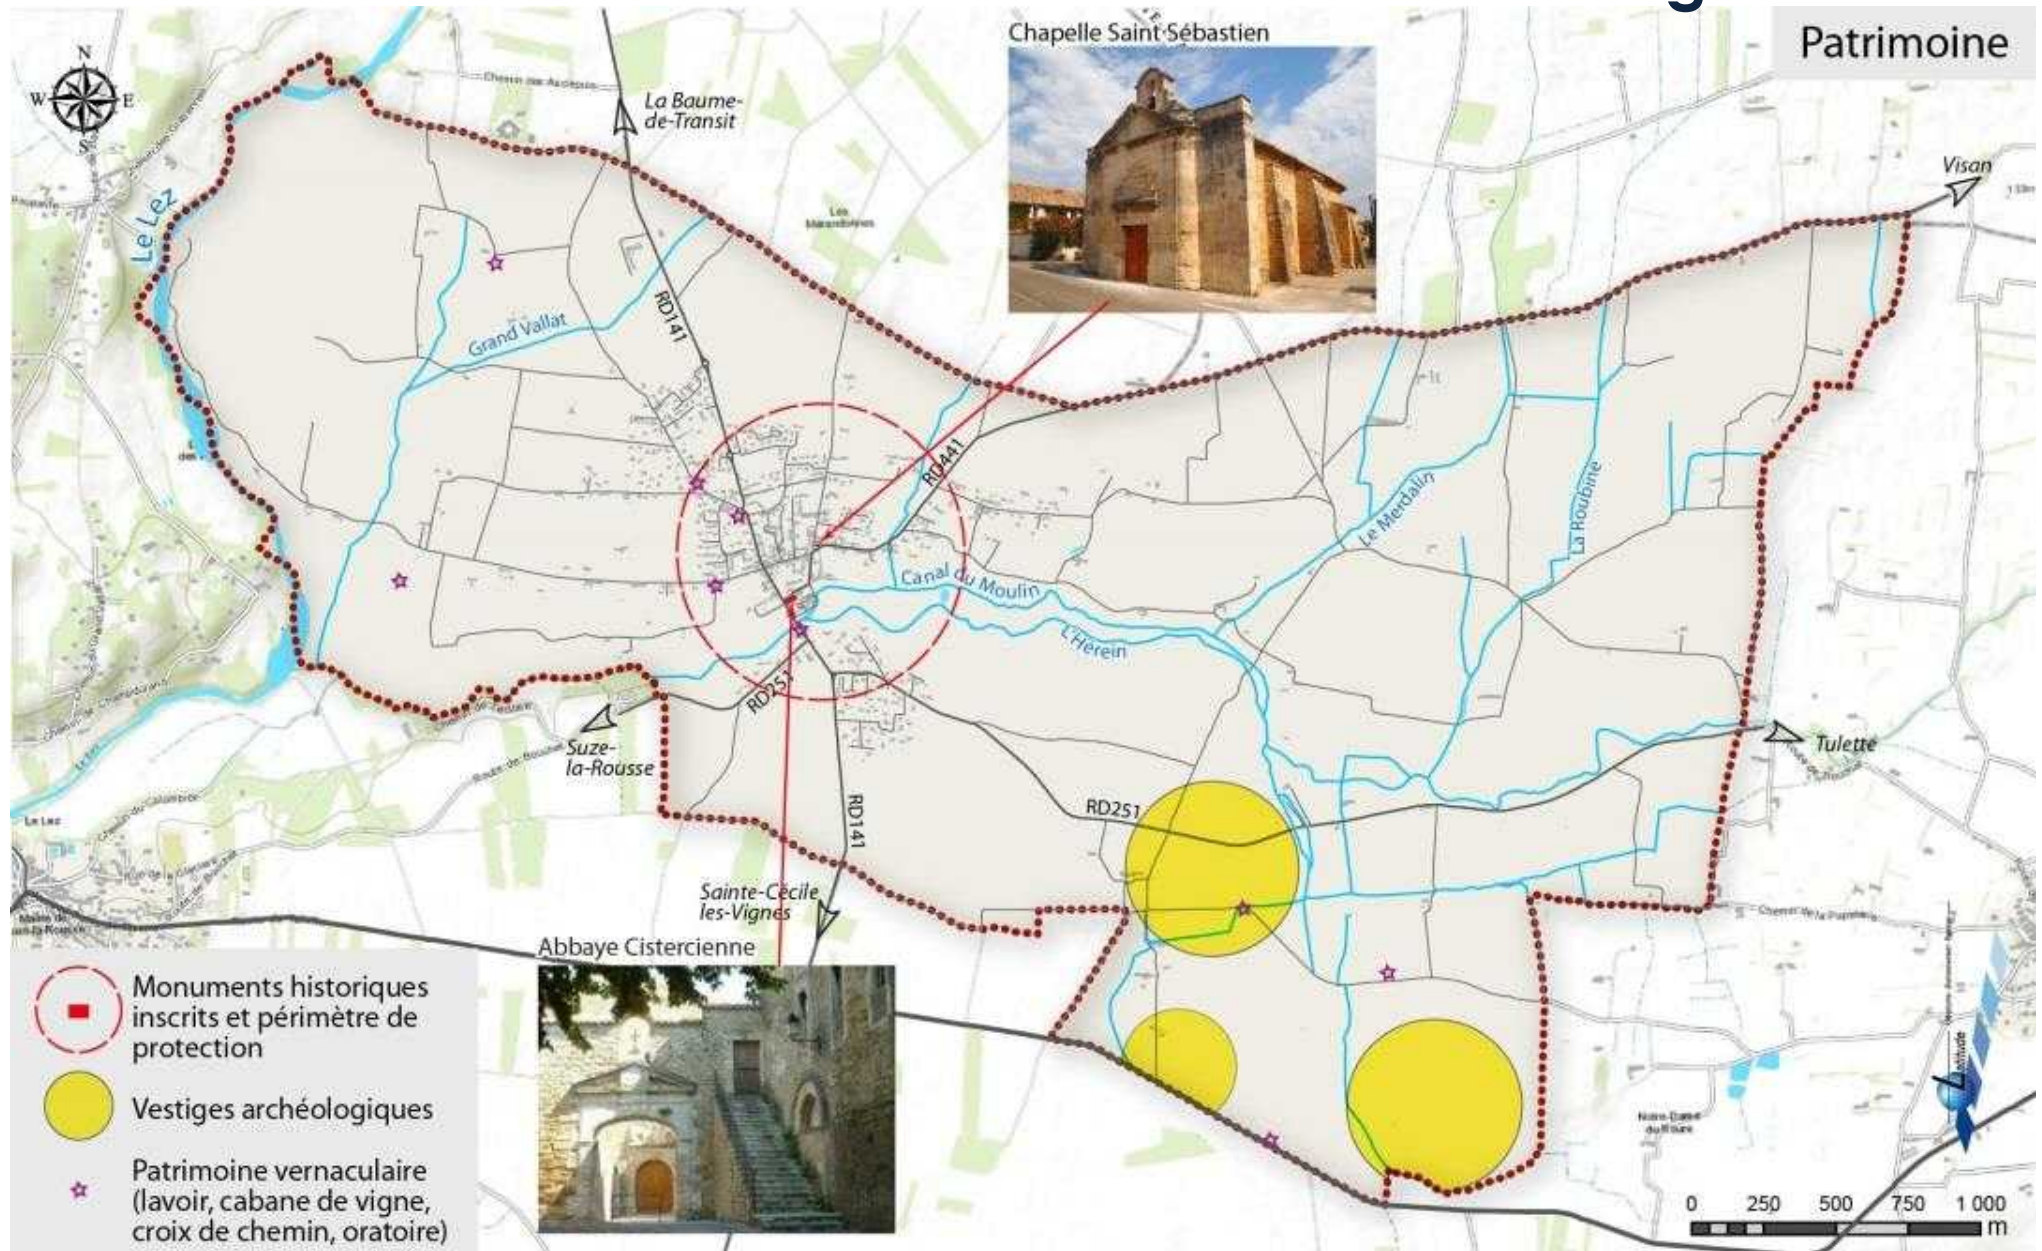 Patrimoine
Chapelle Saint Sébastien
N
W
E
S
La Baume-
de-Transit
Visan
Le Lez
Grand Vallat
RD141
RD441
Le Merdalin
La Roubine
Canal du Moulin
L'Hérein
RD251
Suze-
la-Rousse
Tulette
RD251
RD141
Sainte-Cécile
les-Vignes
Le Lez
Abbaye Cistercienne
Monuments historiques
inscrits et périmètre de
protection
Vestiges archéologiques
Patrimoine vernaculaire
(lavoir, cabane de vigne,
croix de chemin, oratoire)
0 250 500 750 1 000
m